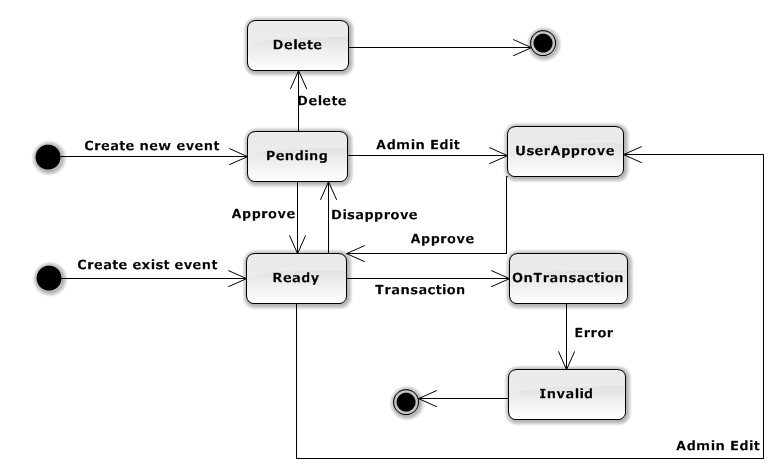 Delete
Delete
Create new event
Pending
Admin Edit
UserApprove
Approve
Disapprove
Approve
Create exist event
Ready
Transaction
OnTransaction
Error
Invalid
Admin Edit